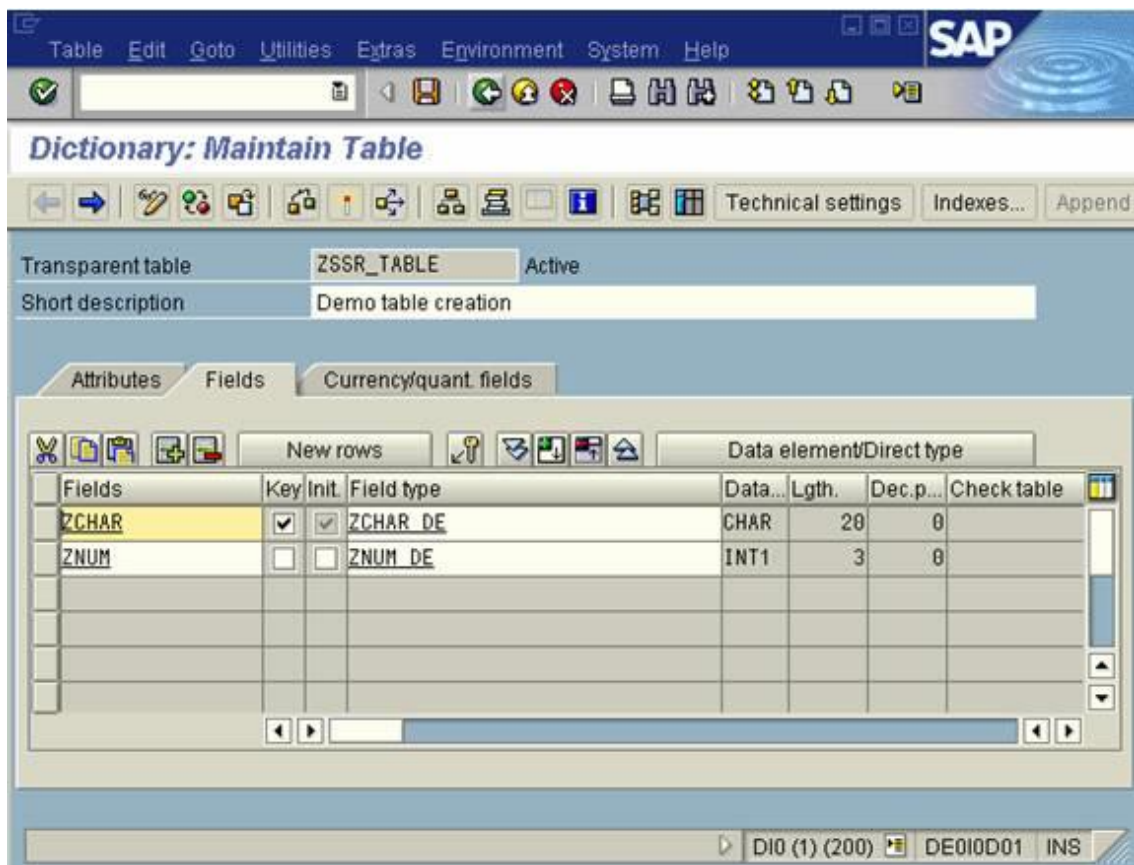 Table Edit Goto Utilities Extras Environment System Help
SAP
Dictionary: Maintain Table
Technical settings Indexes... Append
Transparent table ZSSR_TABLE Active
Short description Demo table creation
Attributes Fields Currency/quant. fields
New rows Data element/Direct type
Fields Key Init. Field type Data... Lgth. Dec.p... Check table
ZCHAR ZCHAR_DE CHAR 20 0
ZNUM ZNUM_DE INT1 3 0
DI0 (1) (200) DE0I0D01 INS